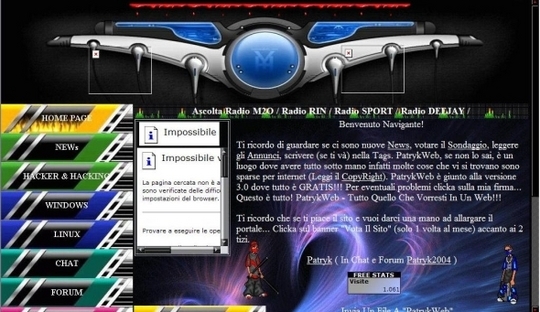 Ascolta Radio M2O / Radio RIN / Radio SPORT / Radio DEEJAY /
HOME PAGE
NEWs
HACKER & HACKING
WINDOWS
LINUX
CHAT
FORUM
Impossibile
Impossibile v
La pagina cercata non è a
sono verificate delle diffic
impostazioni del browser.
Provare a eseguire le ope
Benvenuto Navigante!
Ti ricordo di guardare se ci sono nuove News, votare il Sondaggio, leggere
gli Annunci, scrivere (se ti và) nella Tags. PatrykWeb, se non lo sai, è un
luogo dove avere tutto sotto mano infatti molte cose che vi si trovano sono
sparse per internet (Leggi il CopyRight). PatrykWeb è giunto alla versione
3.0 dove tutto è GRATIS!!! Per eventuali problemi clicka sulla mia firma...
Questo è tutto! PatrykWeb - Tutto Quello Che Vorresti In Un Web!!!
Ti ricordo che se ti piace il sito e vuoi darci una mano ad allargare il
portale... Clicka sul banner "Vota Il Sito" (solo 1 volta al mese) accanto ai 2
tizi.
Patryk ( In Chat e Forum Patryk2004 )
FREE STATS
Visite
1.061
Invia Un File A "PatrykWeb"